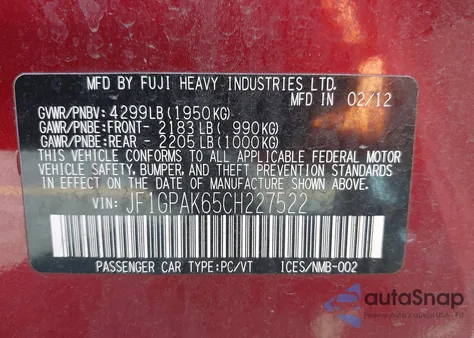 MFD. BY FUJI HEAVY INDUSTRIES LTD.
MFD IN 02/12
GVWR/PNBV: 4299LB(1950KG)
GAWR/PNBE:FRONT- 2183LB( 990KG)
GAWR/PNBE:REAR - 2205LB(1000KG)
THIS VEHICLE CONFORMS TO ALL APPLICABLE FEDERAL MOTOR
VEHICLE SAFETY, BUMPER, AND THEFT PREVENTION STANDARDS
IN EFFECT ON THE DATE OF MANUFACTURE SHOWN ABOVE.
VIN: JF1GPAK65CH227522
PASSENGER CAR TYPE:PC/VT ICES/NMB-002
autoSnap